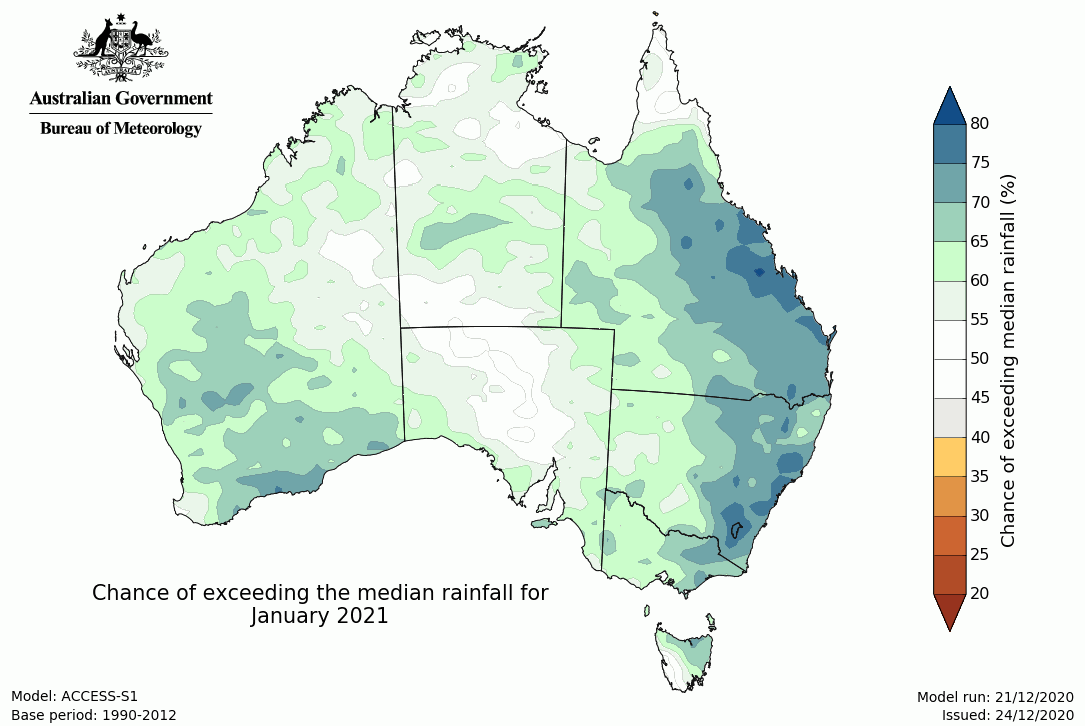 Australian Government
Bureau of Meteorology
80
75
70
65
60
55
50
45
40
35
30
25
20
Chance of exceeding median rainfall (%)
Chance of exceeding the median rainfall for
January 2021
Model: ACCESS-S1
Base period: 1990-2012
Model run: 21/12/2020
Issued: 24/12/2020